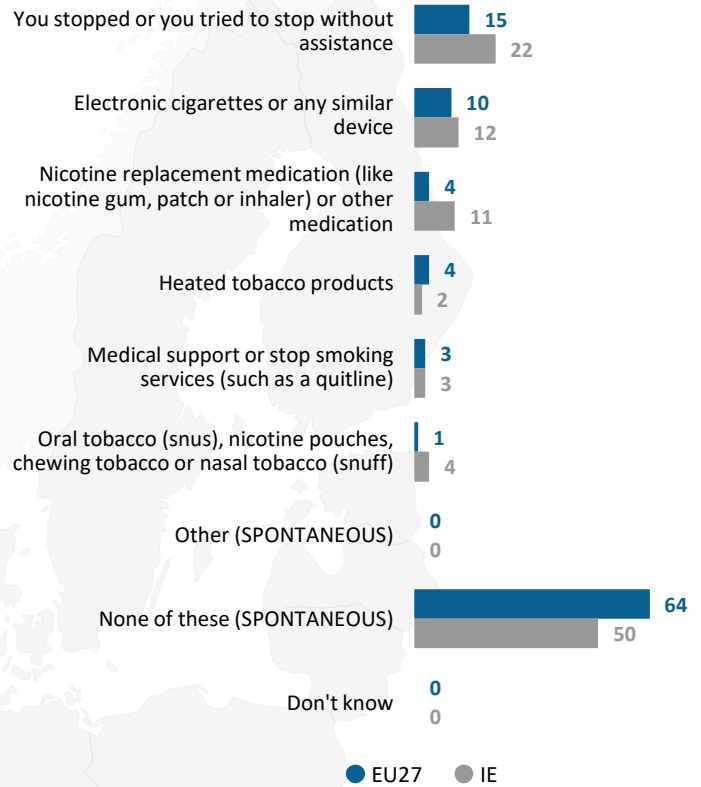 You stopped or you tried to stop without
assistance
15
22
Electronic cigarettes or any similar
device
10
12
Nicotine replacement medication (like
nicotine gum, patch or inhaler) or other
medication
4
11
Heated tobacco products
4
2
Medical support or stop smoking
services (such as a quitline)
3
3
Oral tobacco (snus), nicotine pouches,
chewing tobacco or nasal tobacco (snuff)
1
4
Other (SPONTANEOUS)
0
0
None of these (SPONTANEOUS)
64
50
Don't know
0
0
EU27 IE